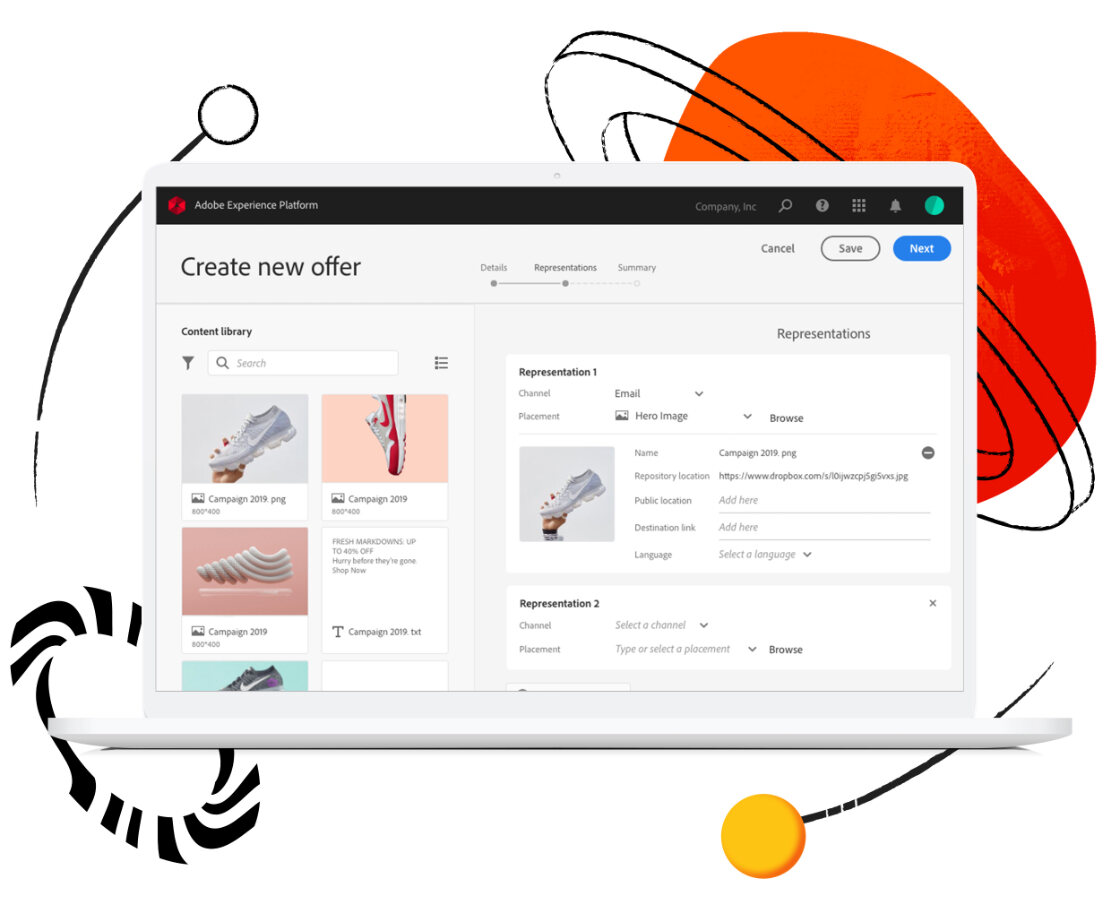 Adobe Experience Platform
Company, Inc
Create new offer
Details
Representations
Summary
Cancel
Save
Next
Content library
Search
Campaign 2019. png
800*400
Campaign 2019
800*400
Campaign 2019
800*400
FRESH MARKDOWNS: UP
TO 40% OFF
Hurry before they're gone.
Shop Now
Campaign 2019. txt
Representations
Representation 1
Channel
Email
Placement
Hero Image
Browse
Name
Campaign 2019. png
Repository location
https://www.dropbox.com/s/l0ijwzcpj5gi5vxs.jpg
Public location
Add here
Destination link
Add here
Language
Select a language
Representation 2
Channel
Select a channel
Placement
Type or select a placement
Browse